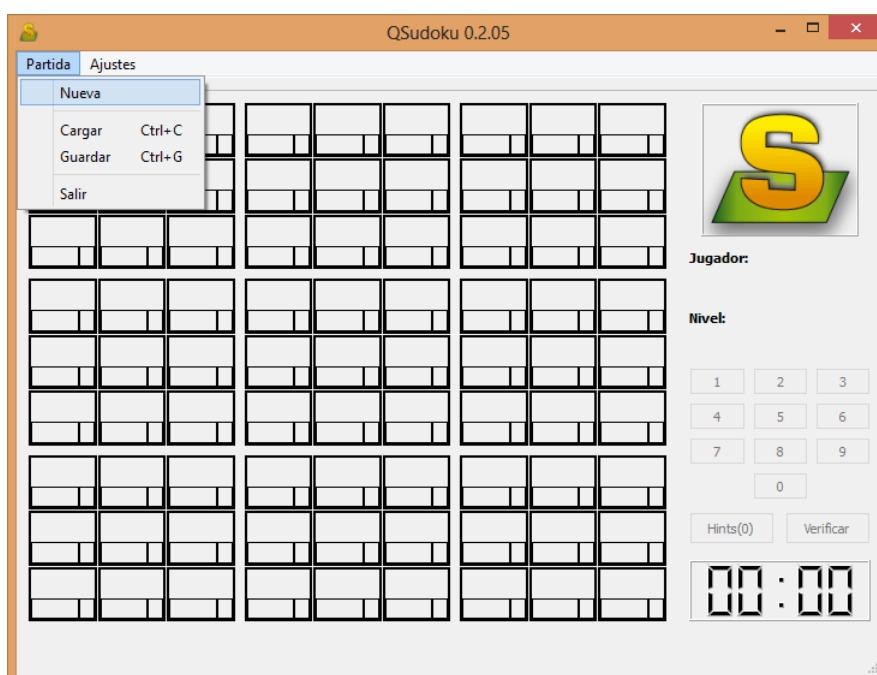 QSudoku 0.2.05
Partida Ajustes
Nueva
Cargar Ctrl+C
Guardar Ctrl+G
Salir
S
Jugador:
Nivel:
1 2 3
4 5 6
7 8 9
0
Hints(0) Verificar
00:00